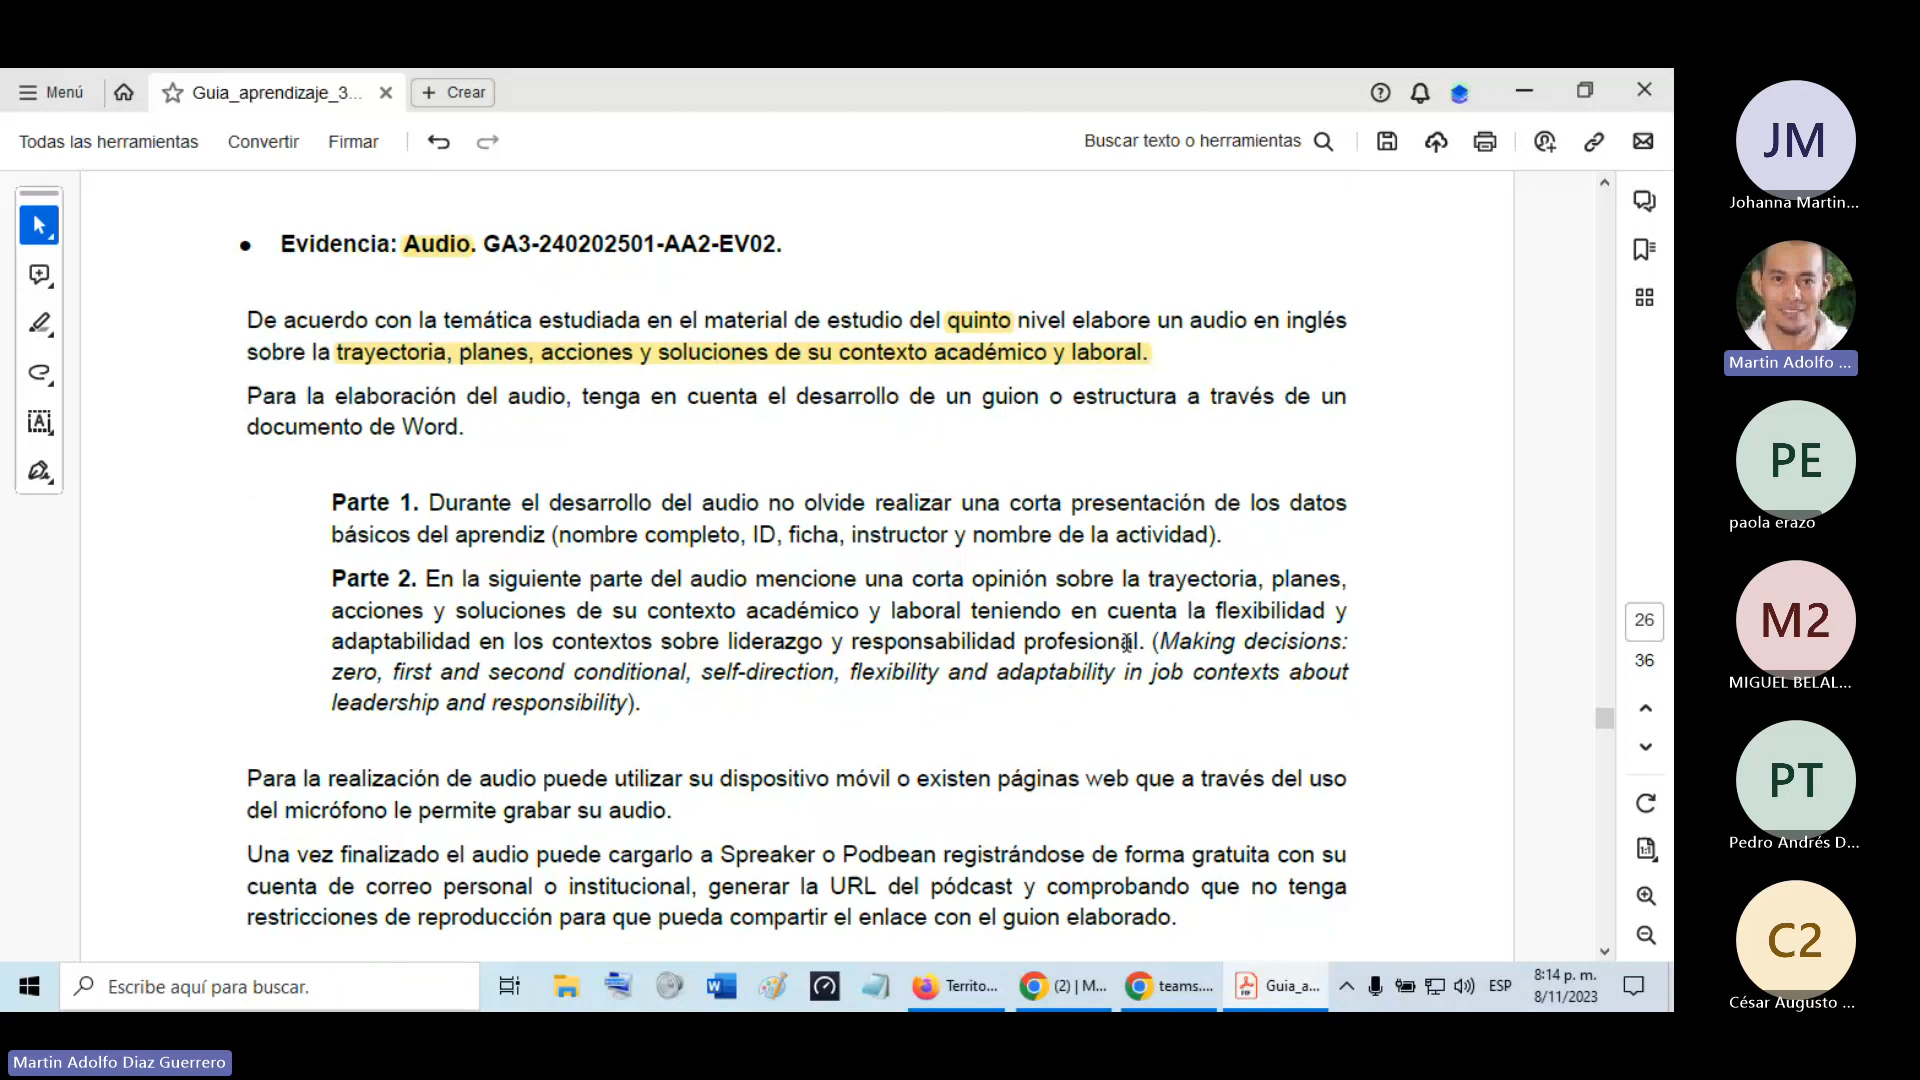 Menú
Guia_aprendizaje_3...
Crear
Todas las herramientas
Convertir
Firmar
Buscar texto o herramientas
● Evidencia: Audio. GA3-240202501-AA2-EV02.
De acuerdo con la temática estudiada en el material de estudio del quinto nivel elabore un audio en inglés
sobre la trayectoria, planes, acciones y soluciones de su contexto académico y laboral.
Para la elaboración del audio, tenga en cuenta el desarrollo de un guion o estructura a través de un
documento de Word.
Parte 1. Durante el desarrollo del audio no olvide realizar una corta presentación de los datos
básicos del aprendiz (nombre completo, ID, ficha, instructor y nombre de la actividad).
Parte 2. En la siguiente parte del audio mencione una corta opinión sobre la trayectoria, planes,
acciones y soluciones de su contexto académico y laboral teniendo en cuenta la flexibilidad y
adaptabilidad en los contextos sobre liderazgo y responsabilidad profesional. (Making decisions:
zero, first and second conditional, self-direction, flexibility and adaptability in job contexts about
leadership and responsibility).
Para la realización de audio puede utilizar su dispositivo móvil o existen páginas web que a través del uso
del micrófono le permite grabar su audio.
Una vez finalizado el audio puede cargarlo a Spreaker o Podbean registrándose de forma gratuita con su
cuenta de correo personal o institucional, generar la URL del pódcast y comprobando que no tenga
restricciones de reproducción para que pueda compartir el enlace con el guion elaborado.
26
36
Escribe aquí para buscar.
Territo...
(2) | M...
teams....
Guia_a...
ESP
8:14 p. m.
8/11/2023
JM
Johanna Martin...
Martin Adolfo ...
PE
paola erazo
M2
MIGUEL BELAL...
PT
Pedro Andrés D...
C2
César Augusto ...
Martin Adolfo Diaz Guerrero